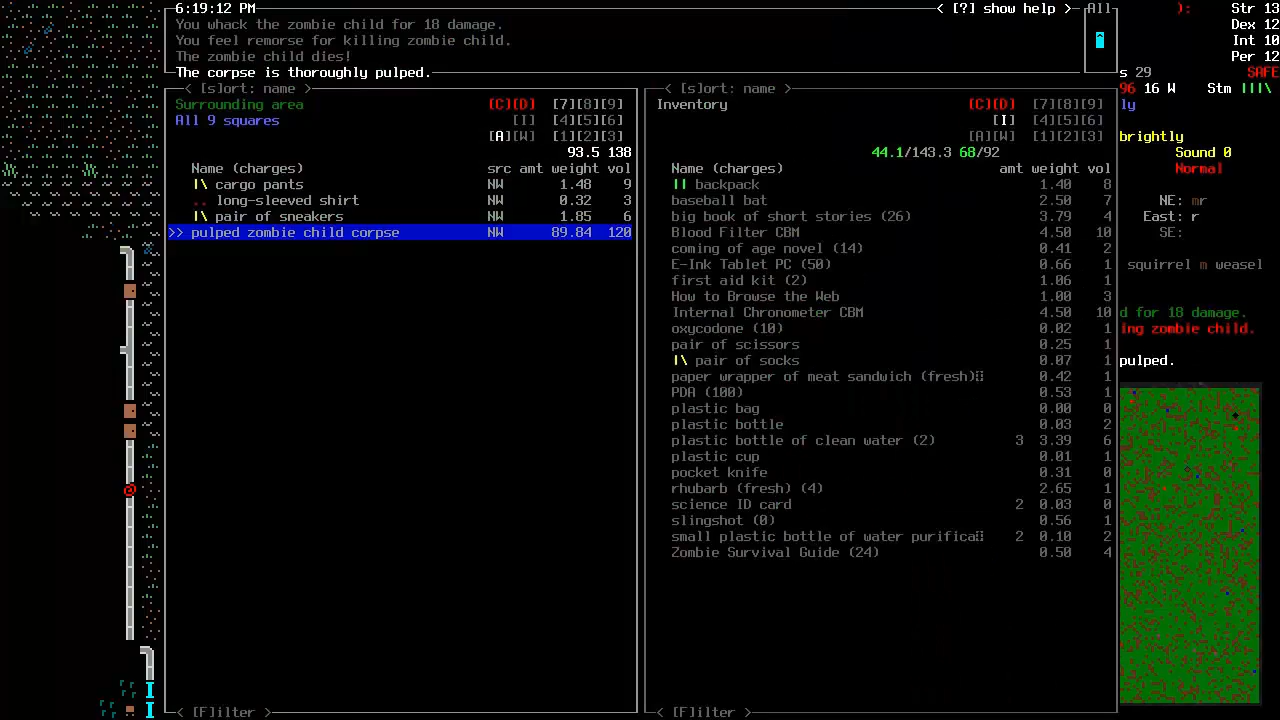 6:19:12 PM < [?] show help > All ): Str 13
You whack the zombie child for 18 damage. Dex 12
You feel remorse for killing zombie child. Int 10
The zombie child dies! Per 12
The corpse is thoroughly pulped. s 29 SAFE
< [s]ort: name > < [s]ort: name > 96 16 W Stm |||\
Surrounding area (C)(D) [7][8][9] Inventory (C)(D) [7][8][9] ly
All 9 squares [I] [4][5][6] [I] [4][5][6]
[A][W] [1][2][3] [A][W] [1][2][3] brightly
93.5 138 44.1/143.3 68/92 Sound 0
Name (charges) src amt weight vol Name (charges) amt weight vol Normal
|\ cargo pants NW 1.48 9 || backpack 1.40 8
.. long-sleeved shirt NW 0.32 3 baseball bat 2.50 7 NE: mr
|\ pair of sneakers NW 1.85 6 big book of short stories (26) 3.79 4 East: r
>> pulped zombie child corpse NW 89.84 120 Blood Filter CBM 4.50 10 SE:
coming of age novel (14) 0.41 2
E-Ink Tablet PC (50) 0.66 1 squirrel m weasel
first aid kit (2) 1.06 1
How to Browse the Web 1.00 3
Internal Chronometer CBM 4.50 10 d for 18 damage.
oxycodone (10) 0.02 1 ing zombie child.
pair of scissors 0.25 1
|\ pair of socks 0.07 1 pulped.
paper wrapper of meat sandwich (fresh) 0.42 1
PDA (100) 0.53 1
plastic bag 0.00 0
plastic bottle 0.03 2
plastic bottle of clean water (2) 3 3.39 6
plastic cup 0.01 1
pocket knife 0.31 0
rhubarb (fresh) (4) 2.65 1
science ID card 2 0.03 0
slingshot (0) 0.56 1
small plastic bottle of water purifica 2 0.10 2
Zombie Survival Guide (24) 0.50 4
< [F]ilter > < [F]ilter >